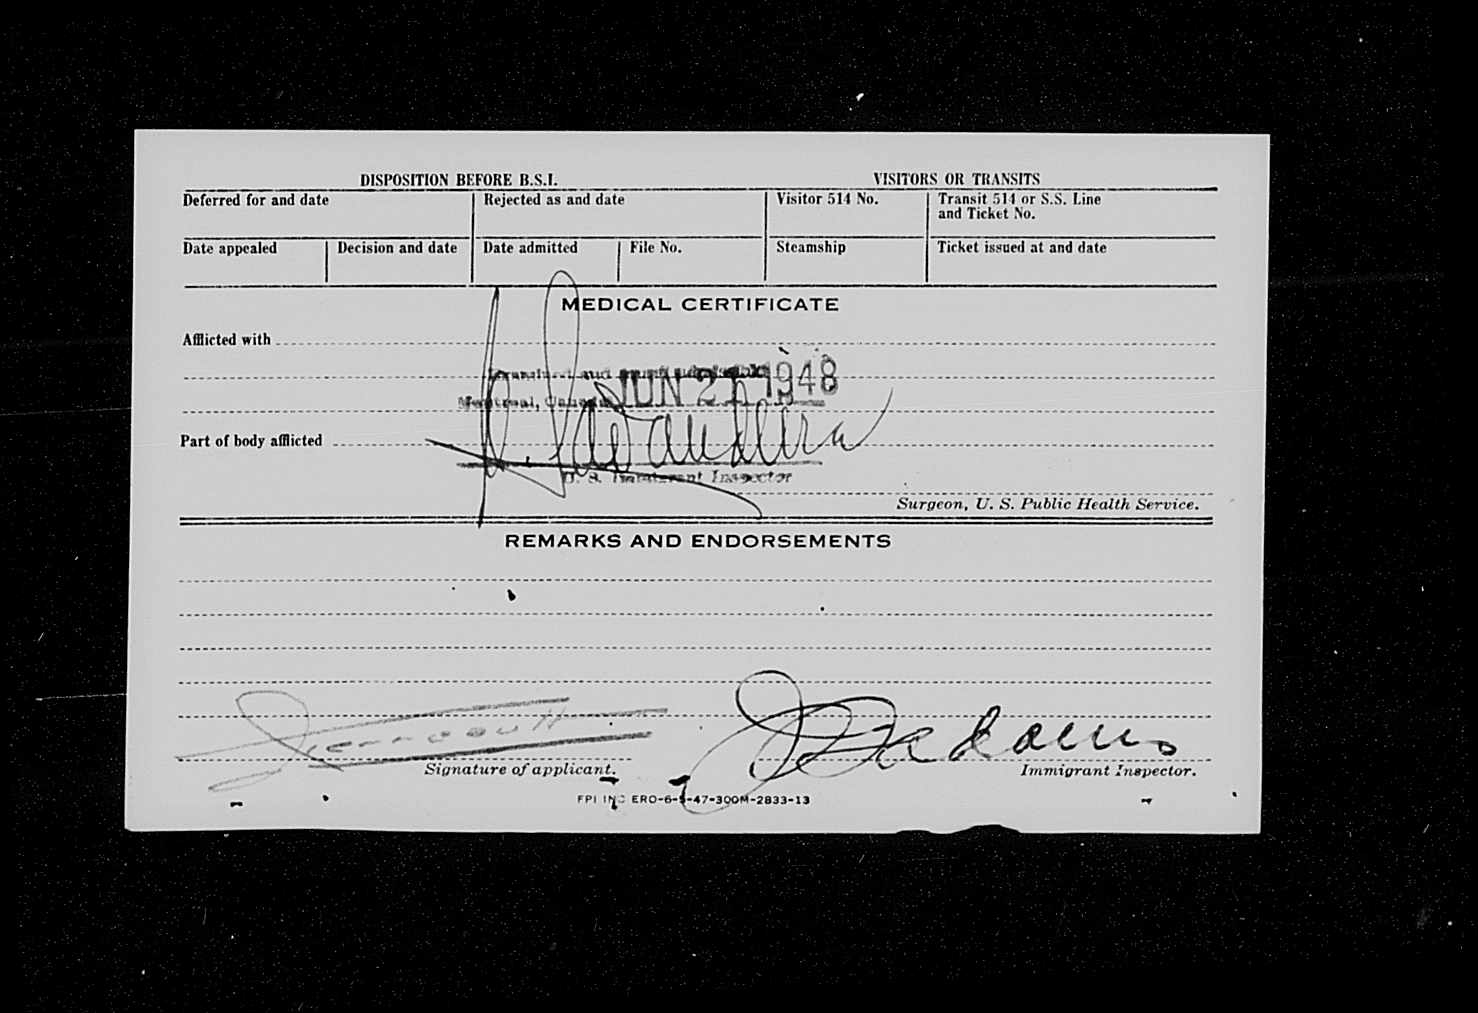 DISPOSITION BEFORE B.S.I. VISITORS OR TRANSITS
Deferred for and date Rejected as and date Visitor 514 No. Transit 514 or S.S. Line
and Ticket No.
Date appealed Decision and date Date admitted File No. Steamship Ticket issued at and date
MEDICAL CERTIFICATE
Afflicted with
JUN 1948
Montreal, Canada
Part of body afflicted
U. S. Immigrant Inspector
Surgeon, U. S. Public Health Service.
REMARKS AND ENDORSEMENTS
Signature of applicant. Immigrant Inspector.
FPI INC ERO-6-5-47-300M-2833-13